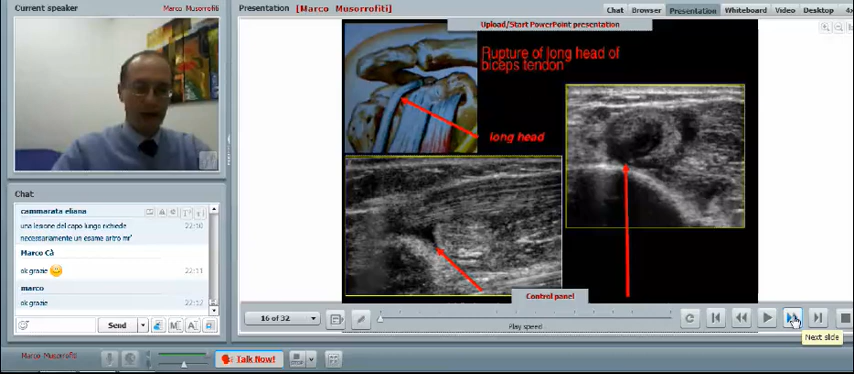 Current speaker
Marco Musorrofiti
Presentation [Marco Musorrofiti]
Chat
Browser
Presentation
Whiteboard
Video
Desktop
4x
Upload/Start PowerPoint presentation
Rupture of long head of
biceps tendon
long head
Chat
cammarata eliana
una lesione del capo lungo richiede
22:10
necessariamente un esame artro mr'
Marco Cà
ok grazie
22:11
marco
ok grazie
22:12
Send
Control panel
16 of 32
Play speed
Next slide
Marco Musorrofiti
Talk Now!